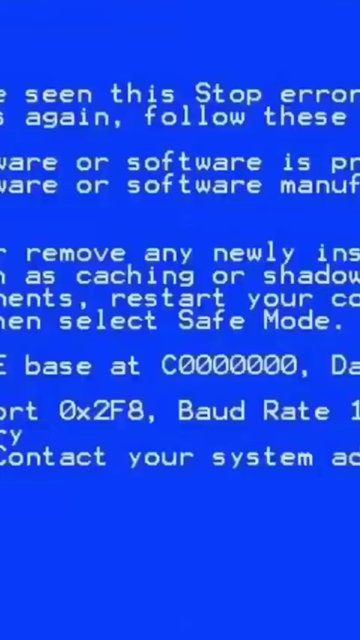 e seen this Stop error
s again, follow these
ware or software is pr
ware or software manuf
r remove any newly ins
n as caching or shadow
nents, restart your co
hen select Safe Mode.
E base at C0000000, Da
ort 0x2F8, Baud Rate 1
ry
Contact your system ad